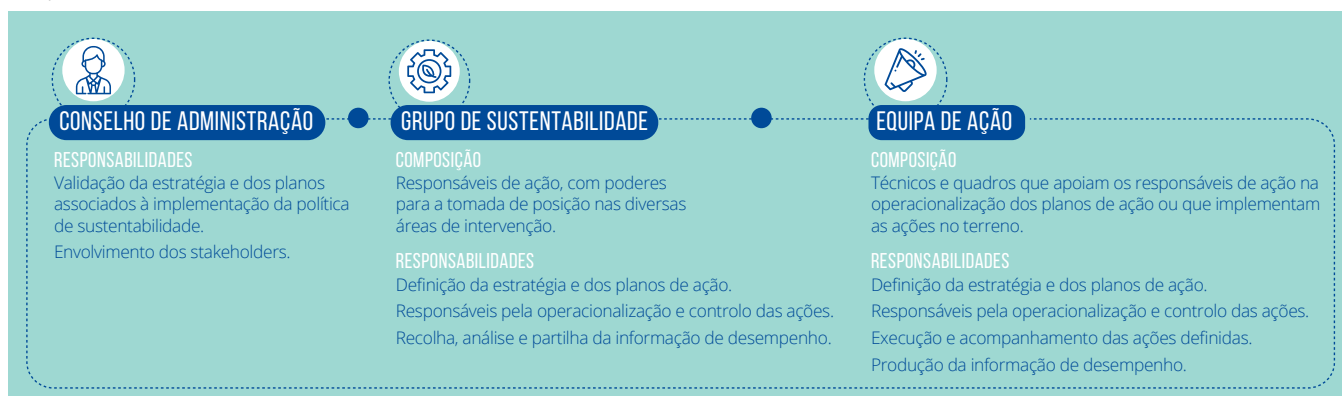 CONSELHO DE ADMINISTRAÇÃO
RESPONSABILIDADES
Validação da estratégia e dos planos
associados à implementação da política
de sustentabilidade.
Envolvimento dos stakeholders.
GRUPO DE SUSTENTABILIDADE
COMPOSIÇÃO
Responsáveis de ação, com poderes
para a tomada de posição nas diversas
áreas de intervenção.
RESPONSABILIDADES
Definição da estratégia e dos planos de ação.
Responsáveis pela operacionalização e controlo das ações.
Recolha, análise e partilha da informação de desempenho.
EQUIPA DE AÇÃO
COMPOSIÇÃO
Técnicos e quadros que apoiam os responsáveis de ação na
operacionalização dos planos de ação ou que implementam
as ações no terreno.
RESPONSABILIDADES
Definição da estratégia e dos planos de ação.
Responsáveis pela operacionalização e controlo das ações.
Execução e acompanhamento das ações definidas.
Produção da informação de desempenho.